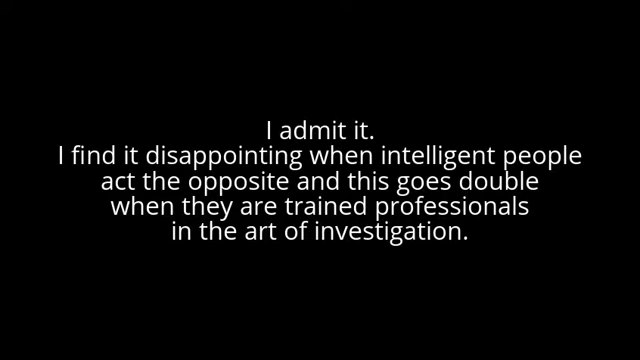 I admit it.
I find it disappointing when intelligent people
act the opposite and this goes double
when they are trained professionals
in the art of investigation.